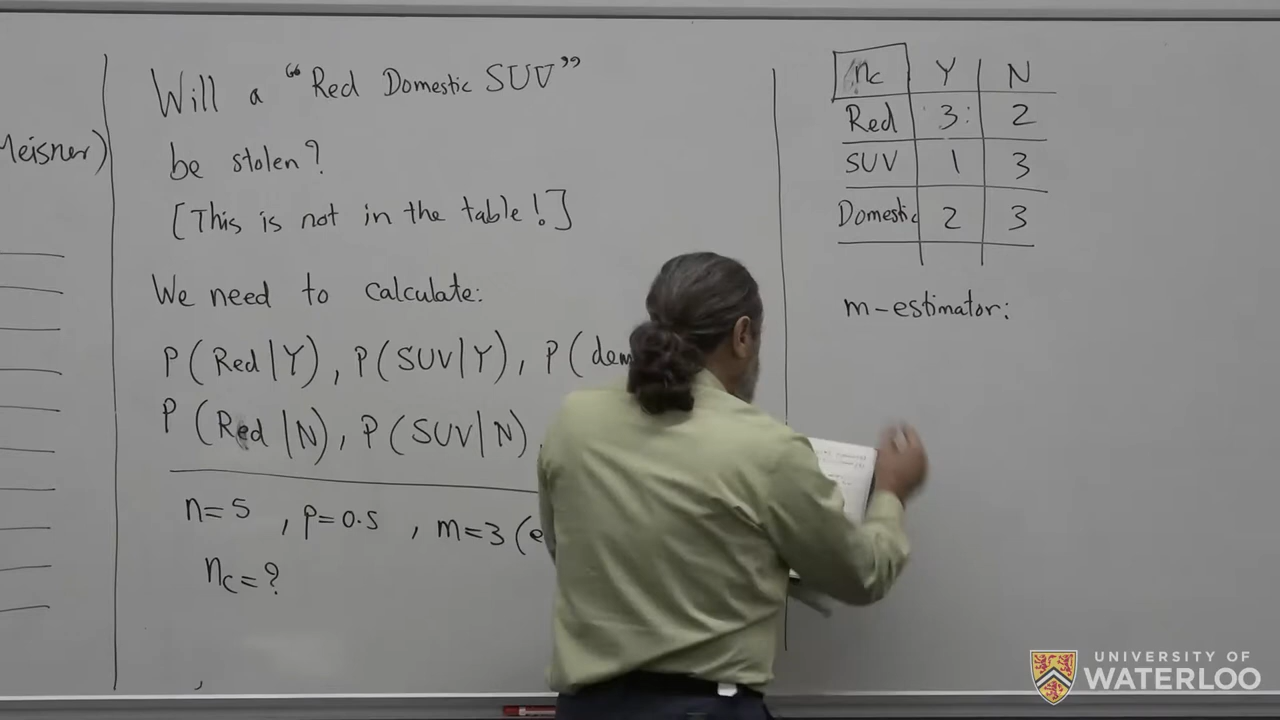 Meisner)
Will a "Red Domestic SUV"
be stolen?
[This is not in the table!]
We need to calculate:
P(Red|Y), P(SUV|Y), P(dom
P(Red|N), P(SUV|N)
n=5 , p=0.5 , m=3 (e
nc=?
nc Y N
Red 3 2
SUV 1 3
Domestic 2 3
m-estimator:
UNIVERSITY OF
WATERLOO